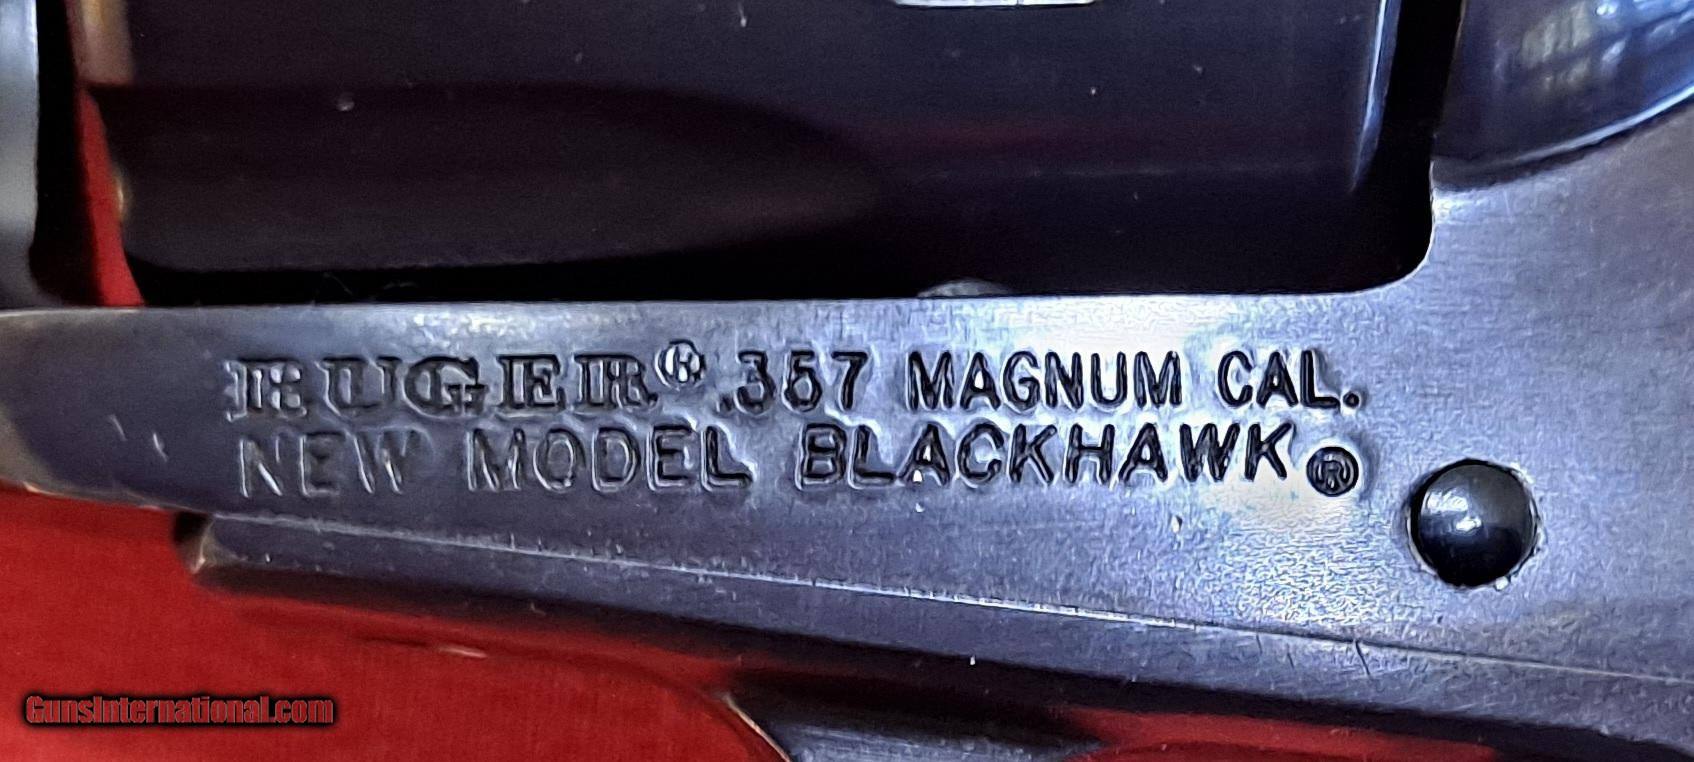 RUGER® .357 MAGNUM CAL.
NEW MODEL BLACKHAWK®
GunsInternational.com